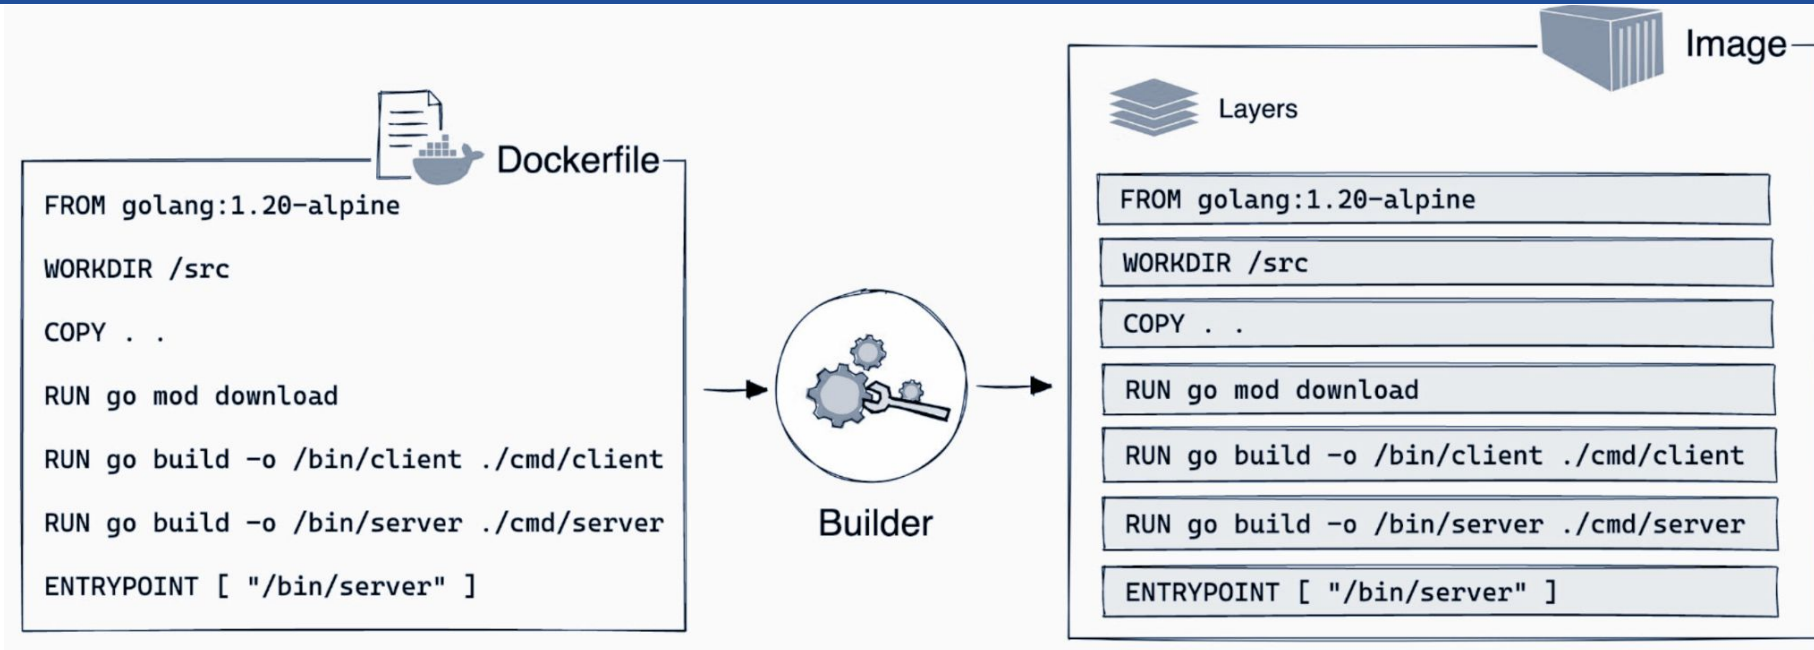 Dockerfile
FROM golang:1.20-alpine
WORKDIR /src
COPY . .
RUN go mod download
RUN go build -o /bin/client ./cmd/client
RUN go build -o /bin/server ./cmd/server
ENTRYPOINT [ "/bin/server" ]
Builder
Image
Layers
FROM golang:1.20-alpine
WORKDIR /src
COPY . .
RUN go mod download
RUN go build -o /bin/client ./cmd/client
RUN go build -o /bin/server ./cmd/server
ENTRYPOINT [ "/bin/server" ]